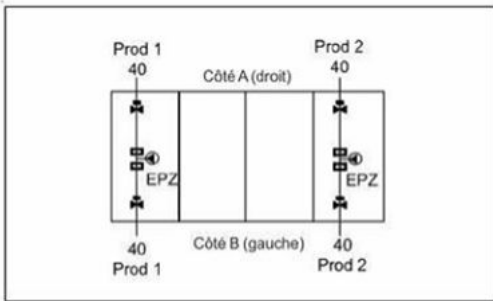 Prod 1
40
Prod 2
40
Côté A (droit)
EPZ
EPZ
Côté B (gauche)
40
Prod 1
40
Prod 2